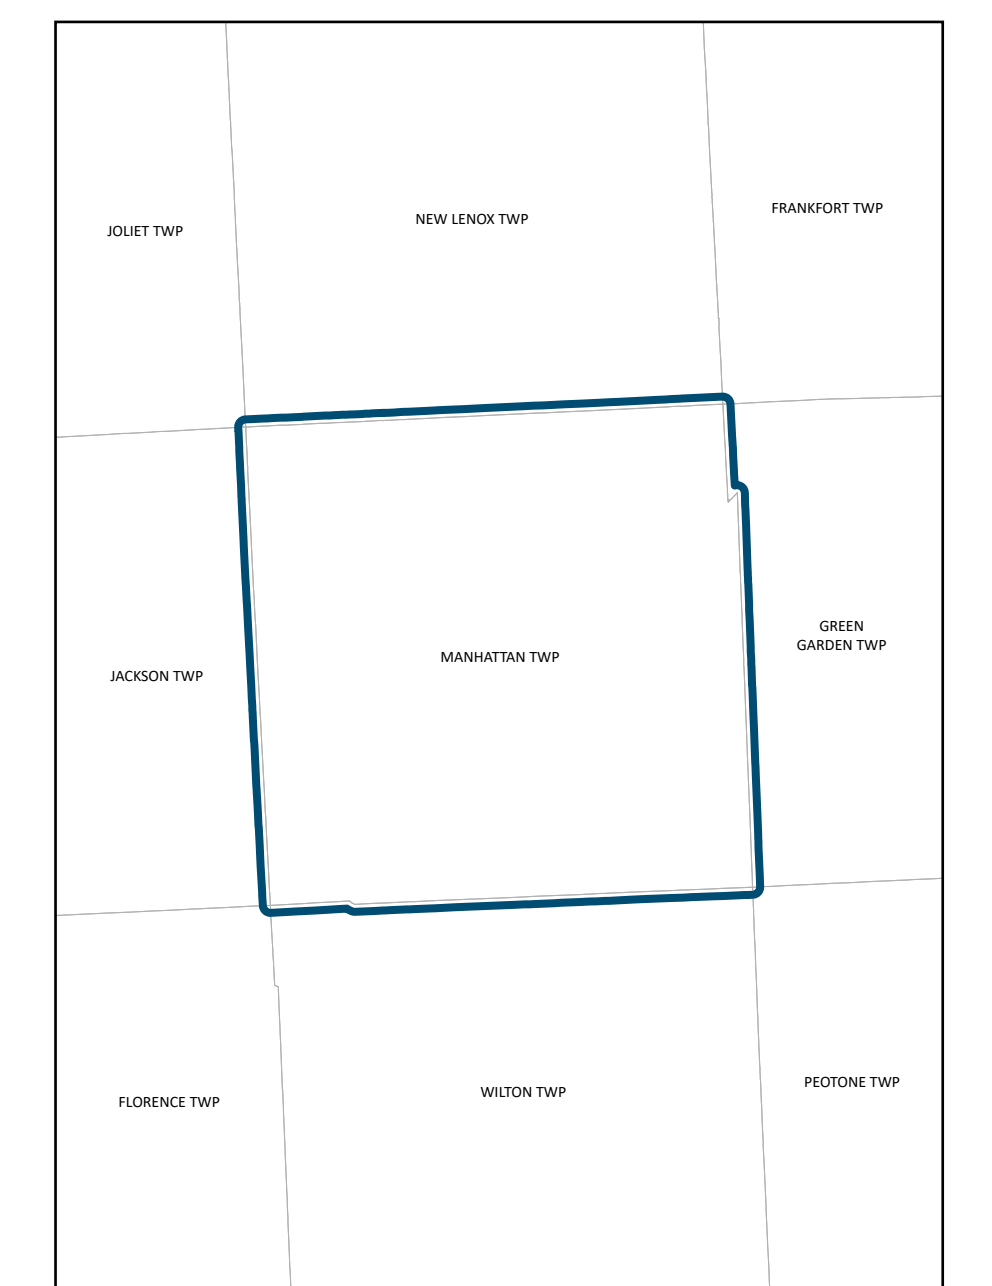 FRANKFORT TWP
NEW LENOX TWP
JOLIET TWP
GREEN
GARDEN TWP
MANHATTAN TWP
JACKSON TWP
PEOTONE TWP
WILTON TWP
FLORENCE TWP